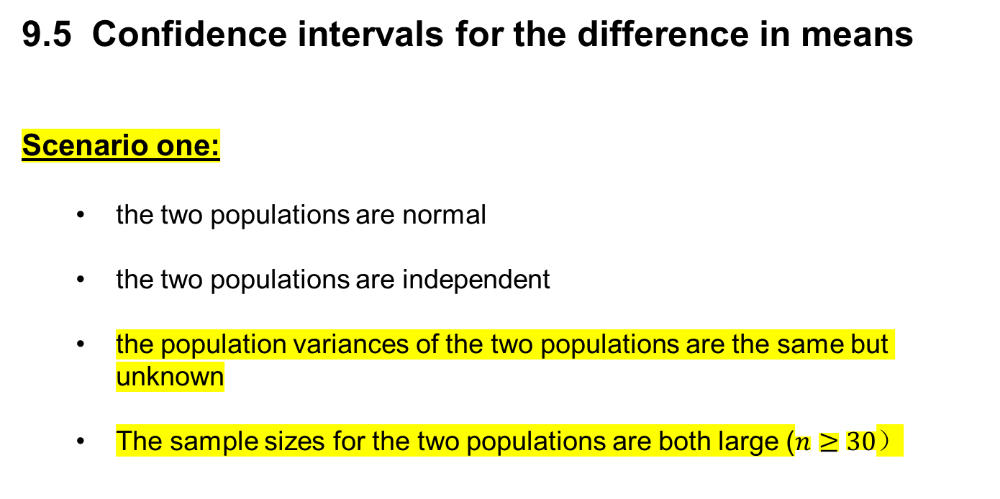 9.5 Confidence intervals for the difference in means
Scenario one:
• the two populations are normal
• the two populations are independent
• the population variances of the two populations are the same but
unknown
• The sample sizes for the two populations are both large (n ≥ 30）